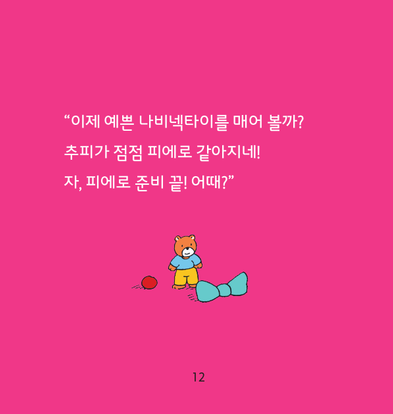 “이제 예쁜 나비넥타이를 매어 볼까?
추피가 점점 피에로 같아지네!
자, 피에로 준비 끝! 어때?”
12